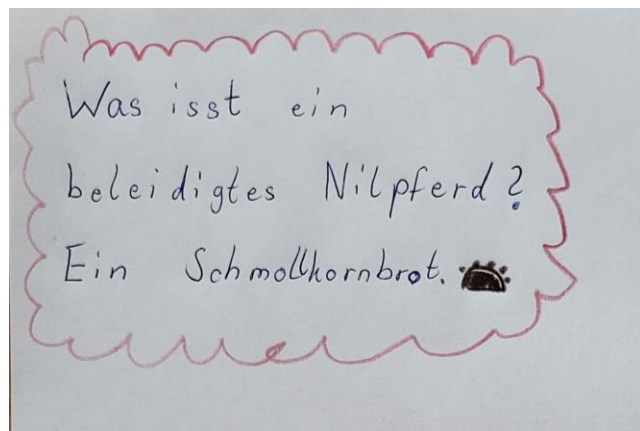 Was isst ein
beleidigtes Nilpferd?
Ein Schmollkornbrot.